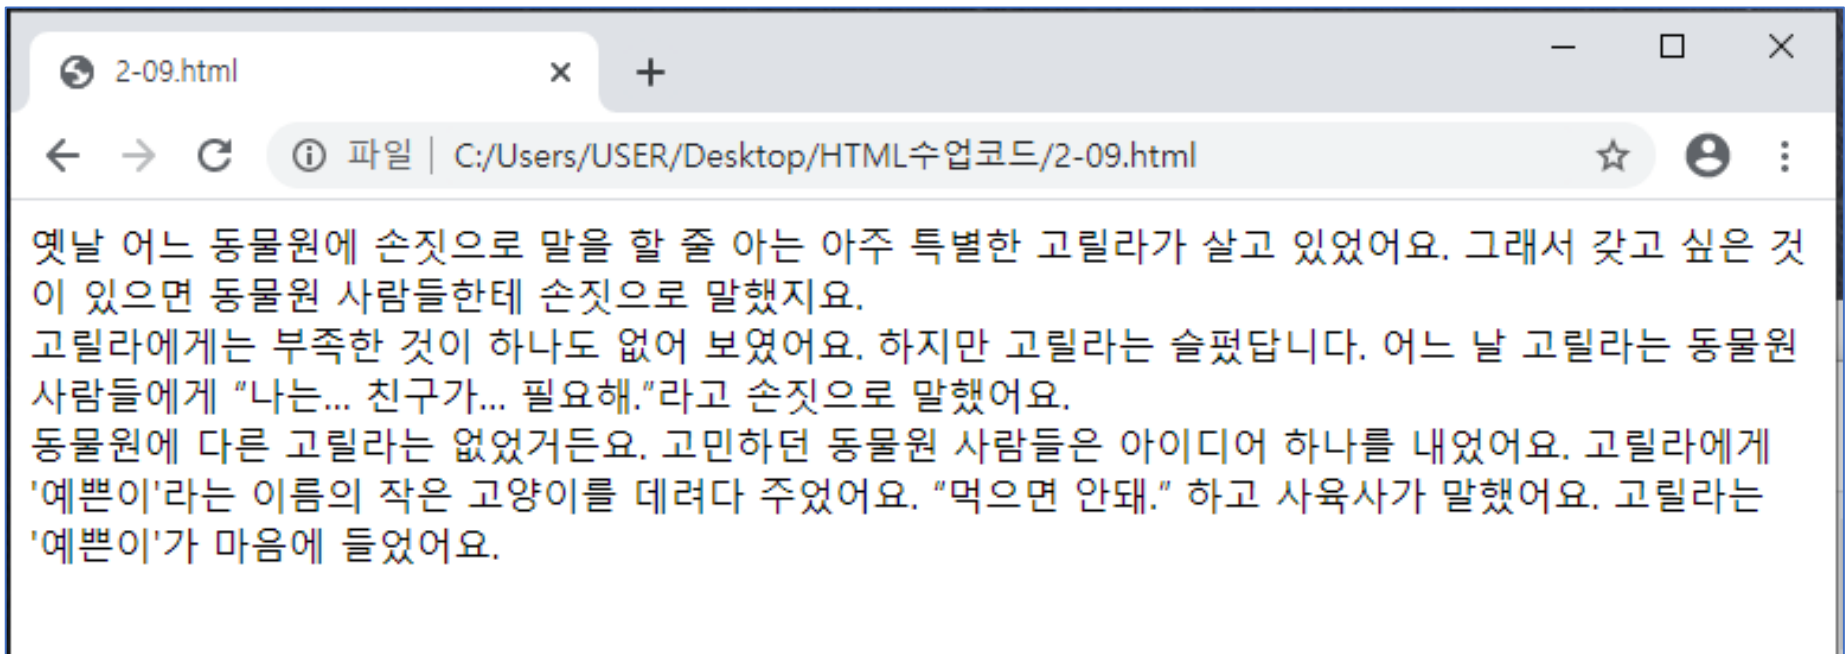 2-09.html
파일 | C:/Users/USER/Desktop/HTML수업코드/2-09.html
옛날 어느 동물원에 손짓으로 말을 할 줄 아는 아주 특별한 고릴라가 살고 있었어요. 그래서 갖고 싶은 것
이 있으면 동물원 사람들한테 손짓으로 말했지요.
고릴라에게는 부족한 것이 하나도 없어 보였어요. 하지만 고릴라는 슬펐답니다. 어느 날 고릴라는 동물원
사람들에게 "나는... 친구가... 필요해."라고 손짓으로 말했어요.
동물원에 다른 고릴라는 없었거든요. 고민하던 동물원 사람들은 아이디어 하나를 내었어요. 고릴라에게
'예쁜이'라는 이름의 작은 고양이를 데려다 주었어요. "먹으면 안돼." 하고 사육사가 말했어요. 고릴라는
'예쁜이'가 마음에 들었어요.